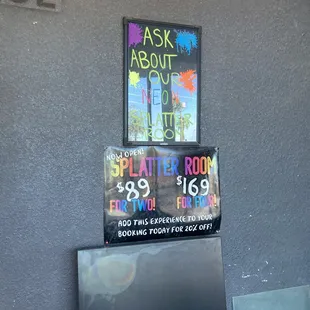 ASK
ABOUT
OUR
NEO
SPLATTER
ROOM
NOW OPEN!
SPLATTER ROOM
$89 $169
FOR TWO! FOR FOUR!
ADD THIS EXPERIENCE TO YOUR
BOOKING TODAY FOR 20% OFF!